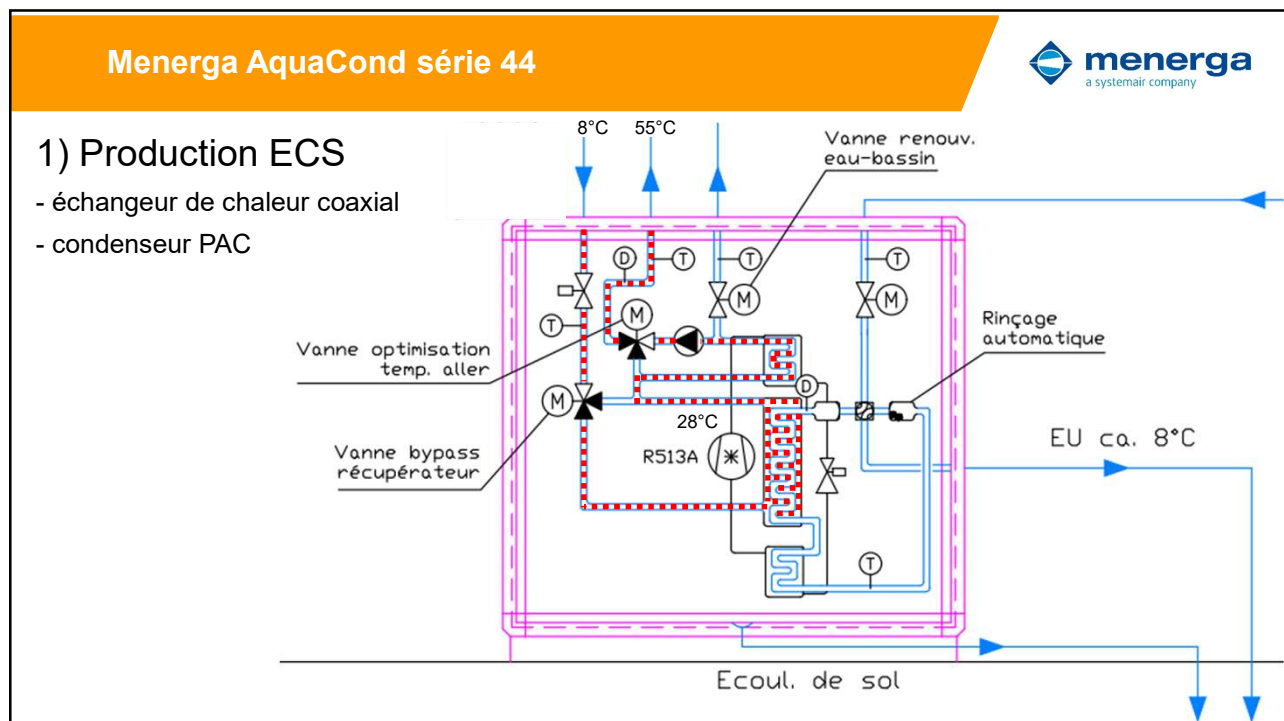 Menerga AquaCond série 44
menerga
a systemair company
1) Production ECS
- échangeur de chaleur coaxial
- condenseur PAC
8°C
55°C
Vanne renouv.
eau-bassin
D
T
T
T
M
M
M
T
Rinçage
automatique
Vanne optimisation
temp. aller
D
M
28°C
R513A
EU ca. 8°C
Vanne bypass
récupérateur
T
Ecoul. de sol